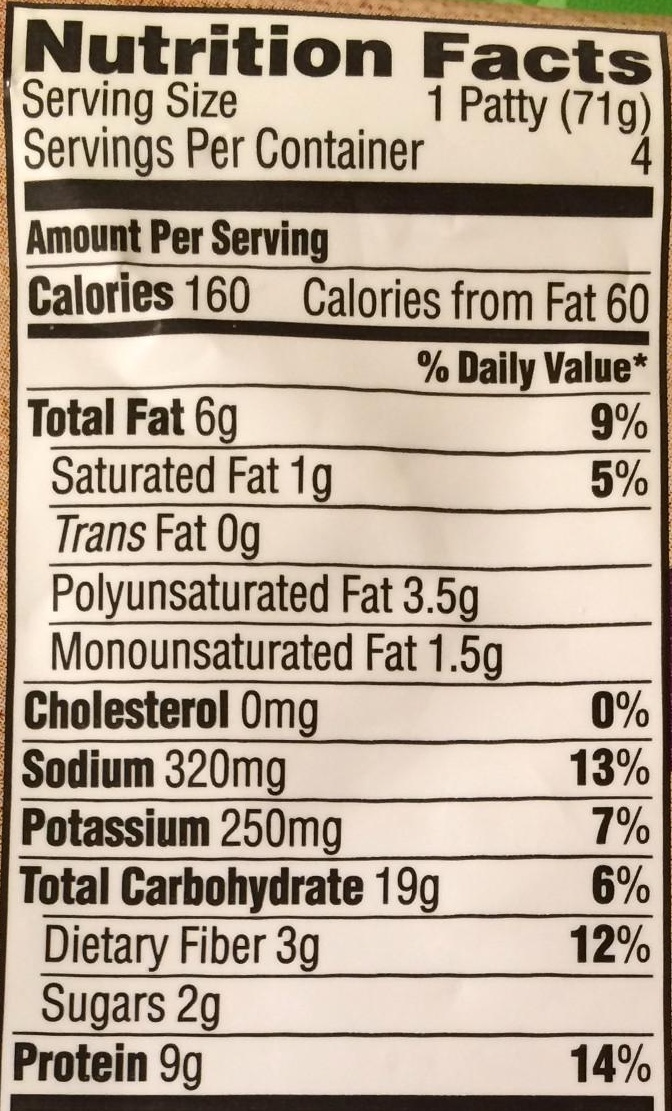 Nutrition Facts
Serving Size 1 Patty (71g)
Servings Per Container 4
Amount Per Serving
Calories 160 Calories from Fat 60
% Daily Value*
Total Fat 6g 9%
Saturated Fat 1g 5%
Trans Fat 0g
Polyunsaturated Fat 3.5g
Monounsaturated Fat 1.5g
Cholesterol 0mg 0%
Sodium 320mg 13%
Potassium 250mg 7%
Total Carbohydrate 19g 6%
Dietary Fiber 3g 12%
Sugars 2g
Protein 9g 14%